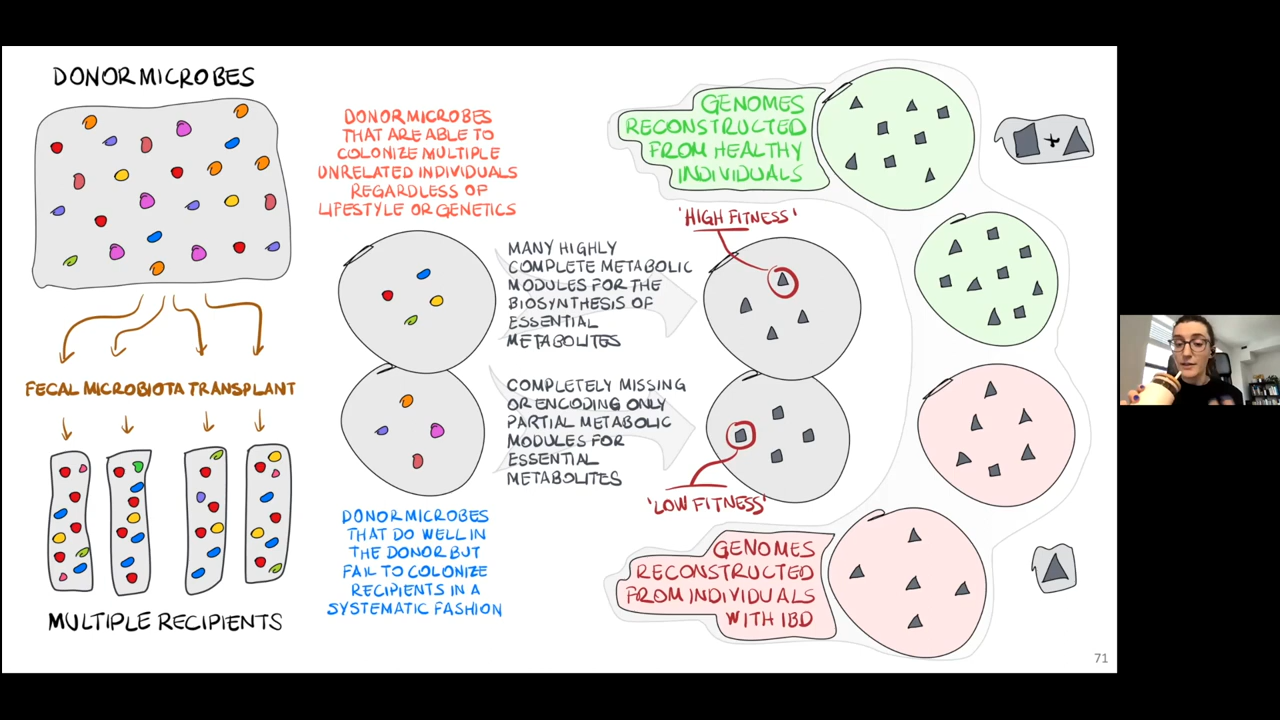 DONOR MICROBES
FECAL MICROBIOTA TRANSPLANT
MULTIPLE RECIPIENTS
DONOR MICROBES
THAT ARE ABLE TO
COLONIZE MULTIPLE
UNRELATED INDIVIDUALS
REGARDLESS OF
LIFESTYLE OR GENETICS
MANY HIGHLY
COMPLETE METABOLIC
MODULES FOR THE
BIOSYNTHESIS OF
ESSENTIAL
METABOLITES
COMPLETELY MISSING
OR ENCODING ONLY
PARTIAL METABOLIC
MODULES FOR
ESSENTIAL
METABOLITES
DONOR MICROBES
THAT DO WELL IN
THE DONOR BUT
FAIL TO COLONIZE
RECIPIENTS IN A
SYSTEMATIC FASHION
GENOMES
RECONSTRUCTED
FROM HEALTHY
INDIVIDUALS
'HIGH FITNESS'
'LOW FITNESS'
GENOMES
RECONSTRUCTED
FROM INDIVIDUALS
WITH IBD
+
71